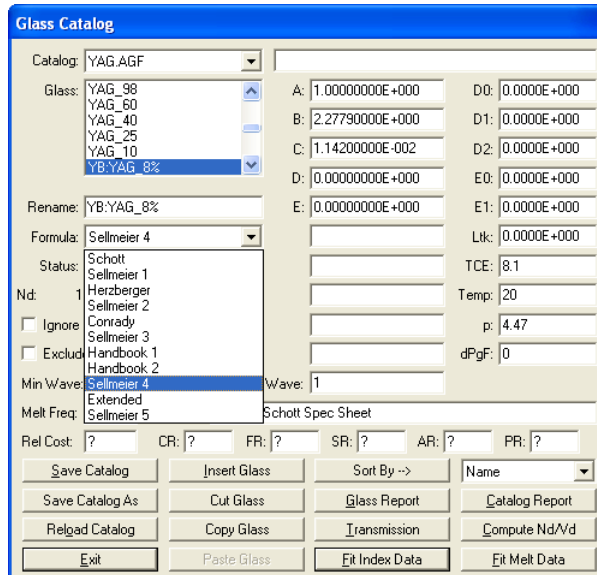 Glass Catalog
Catalog: YAG.AGF
Glass: YAG_98
YAG_60
YAG_40
YAG_25
YAG_10
YB:YAG_8%
A: 1.00000000E+000 D0: 0.0000E+000
B: 2.27790000E+000 D1: 0.0000E+000
C: 1.14200000E-002 D2: 0.0000E+000
D: 0.00000000E+000 E0: 0.0000E+000
Rename: YB:YAG_8% E: 0.00000000E+000 E1: 0.0000E+000
Formula: Sellmeier 4 Ltk: 0.0000E+000
Status: TCE: 8.1
Nd: 1 Temp: 20
Ignore p: 4.47
Exclud dPgF: 0
Schott
Sellmeier 1
Herzberger
Sellmeier 2
Conrady
Sellmeier 3
Handbook 1
Handbook 2
Sellmeier 4
Extended
Sellmeier 5
Min Wave: Wave: 1
Melt Freq: Schott Spec Sheet
Rel Cost: ? CR: ? FR: ? SR: ? AR: ? PR: ?
Save Catalog Insert Glass Sort By --> Name
Save Catalog As Cut Glass Glass Report Catalog Report
Reload Catalog Copy Glass Transmission Compute Nd/Vd
Exit Paste Glass Fit Index Data Fit Melt Data